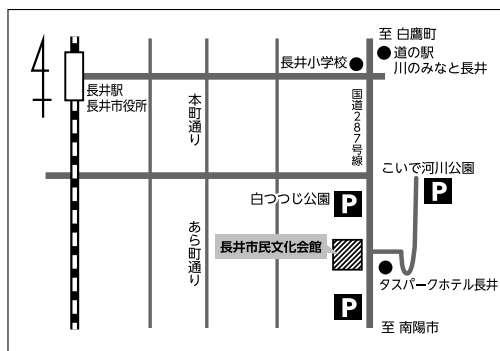 至 白鷹町
道の駅
川のみなと長井
長井小学校
長井駅
長井市役所
本町通り
国道287号線
こいで河川公園
P
白つつじ公園
P
あら町通り
長井市民文化会館
タスパークホテル長井
P
至 南陽市